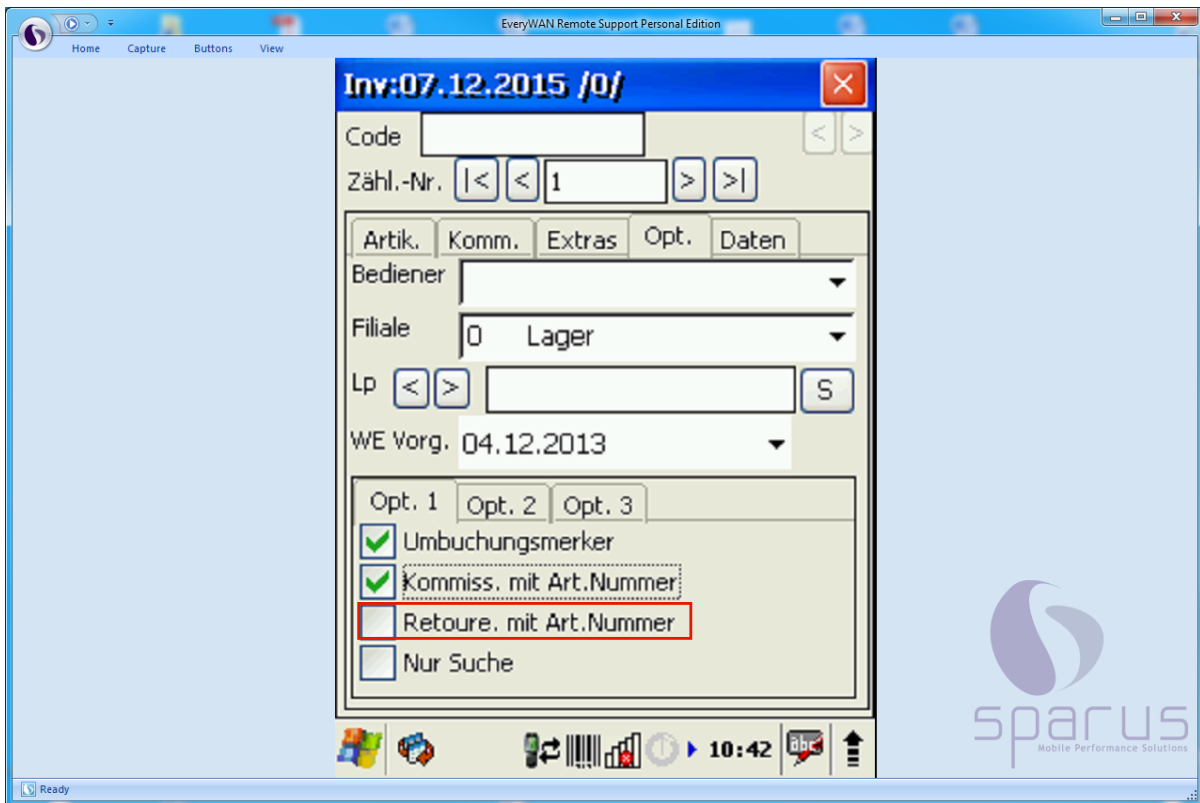 EveryWAN Remote Support Personal Edition
Home Capture Buttons View
Inv:07.12.2015 /0/
Code < >
Zähl.-Nr. |< < 1 > >|
Artik. Komm. Extras Opt. Daten
Bediener
Filiale 0 Lager
Lp < > S
WE Vorg. 04.12.2013
Opt. 1 Opt. 2 Opt. 3
Umbuchungsmerker
Kommiss. mit Art.Nummer
Retoure. mit Art.Nummer
Nur Suche
sparus
Mobile Performance Solutions
10:42 abc
Ready